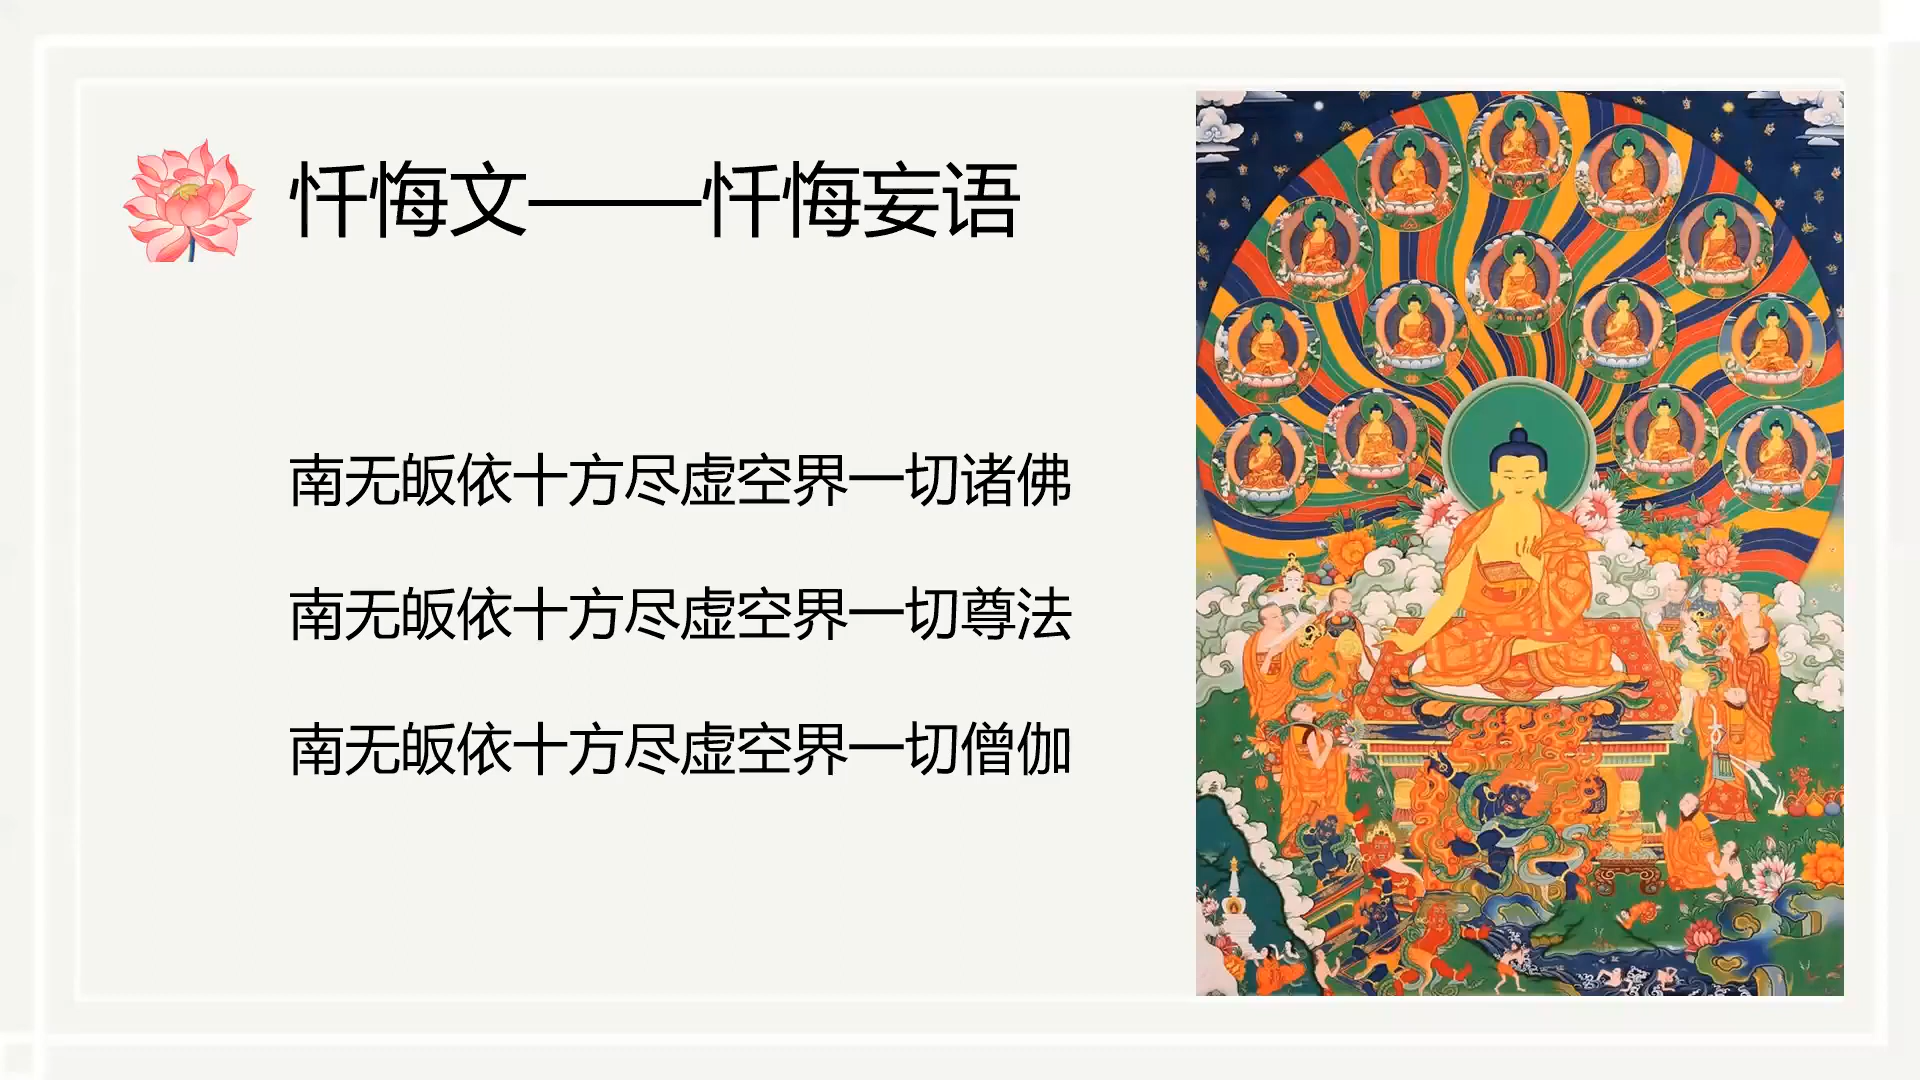 忏悔文——忏悔妄语
南无皈依十方尽虚空界一切诸佛
南无皈依十方尽虚空界一切尊法
南无皈依十方尽虚空界一切僧伽